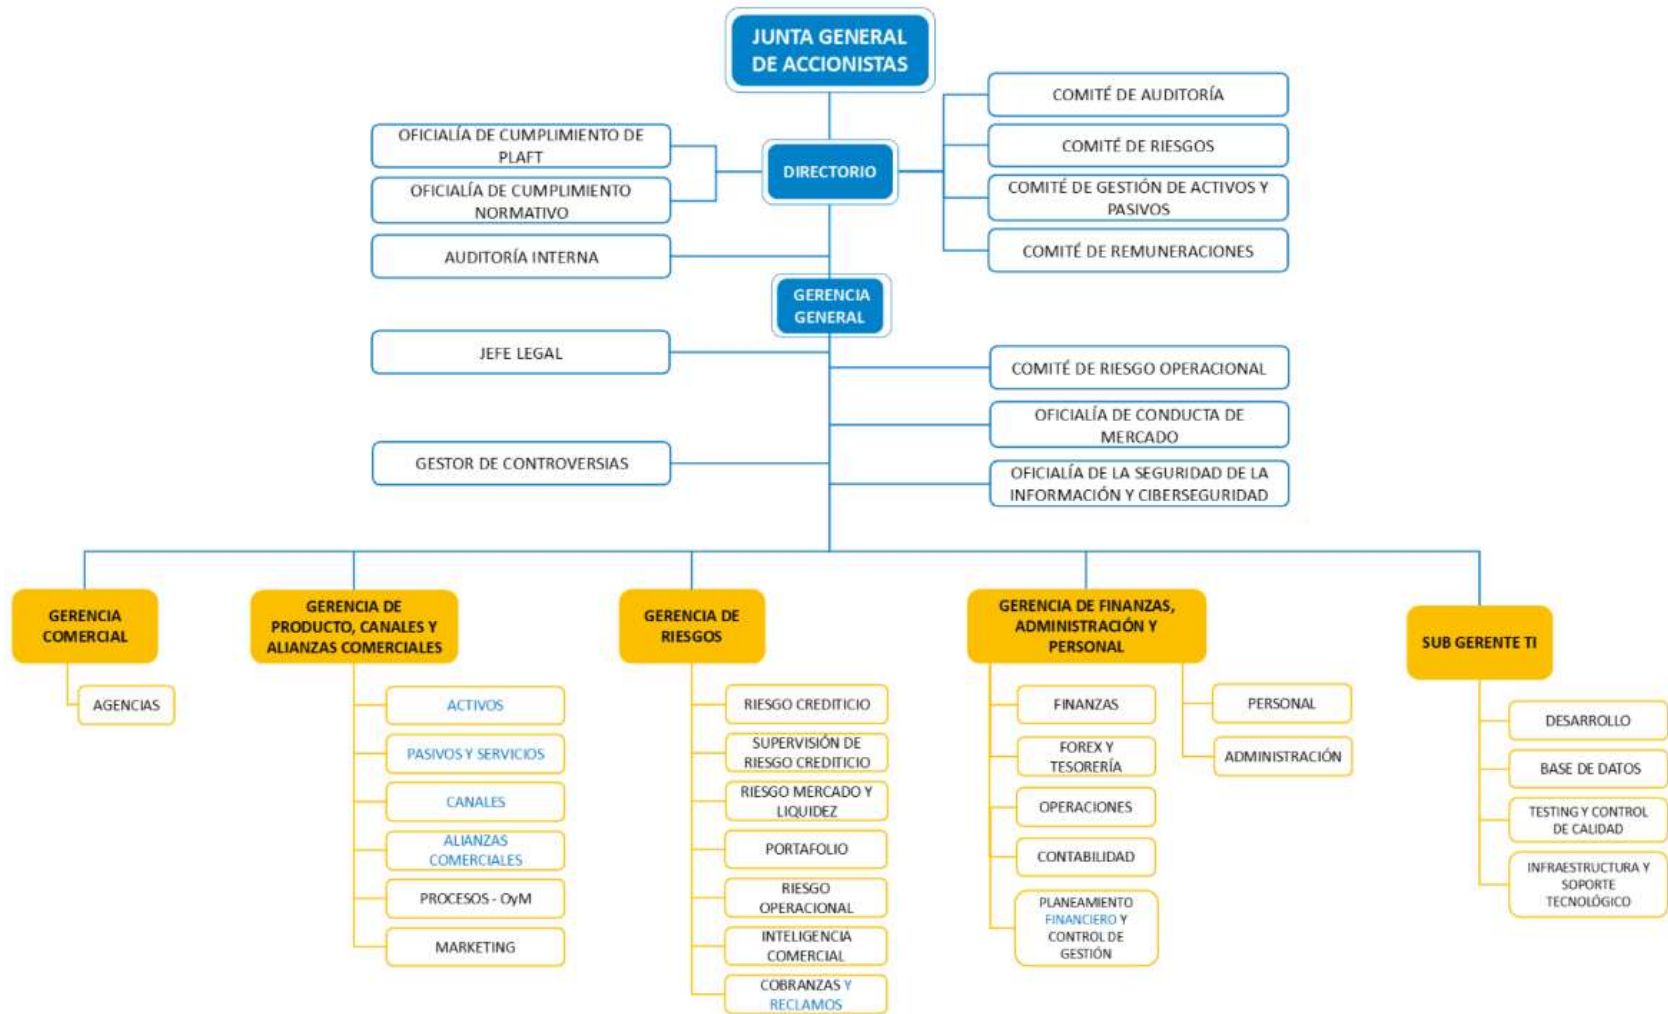 JUNTA GENERAL
DE ACCIONISTAS
OFICIALÍA DE CUMPLIMIENTO DE
PLAFT
OFICIALÍA DE CUMPLIMIENTO
NORMATIVO
AUDITORÍA INTERNA
DIRECTORIO
COMITÉ DE AUDITORÍA
COMITÉ DE RIESGOS
COMITÉ DE GESTIÓN DE ACTIVOS Y
PASIVOS
COMITÉ DE REMUNERACIONES
GERENCIA
GENERAL
JEFE LEGAL
GESTOR DE CONTROVERSIAS
COMITÉ DE RIESGO OPERACIONAL
OFICIALÍA DE CONDUCTA DE
MERCADO
OFICIALÍA DE LA SEGURIDAD DE LA
INFORMACIÓN Y CIBERSEGURIDAD
GERENCIA
COMERCIAL
AGENCIAS
GERENCIA DE
PRODUCTO, CANALES Y
ALIANZAS COMERCIALES
ACTIVOS
PASIVOS Y SERVICIOS
CANALES
ALIANZAS
COMERCIALES
PROCESOS - OyM
MARKETING
GERENCIA DE
RIESGOS
RIESGO CREDITICIO
SUPERVISIÓN DE
RIESGO CREDITICIO
RIESGO MERCADO Y
LIQUIDEZ
PORTAFOLIO
RIESGO
OPERACIONAL
INTELIGENCIA
COMERCIAL
COBRANZAS Y
RECLAMOS
GERENCIA DE FINANZAS,
ADMINISTRACIÓN Y
PERSONAL
FINANZAS
FOREX Y
TESORERÍA
OPERACIONES
CONTABILIDAD
PLANEAMIENTO
FINANCIERO Y
CONTROL DE
GESTIÓN
PERSONAL
ADMINISTRACIÓN
SUB GERENTE TI
DESARROLLO
BASE DE DATOS
TESTING Y CONTROL
DE CALIDAD
INFRAESTRUCTURA Y
SOPORTE
TECNOLÓGICO